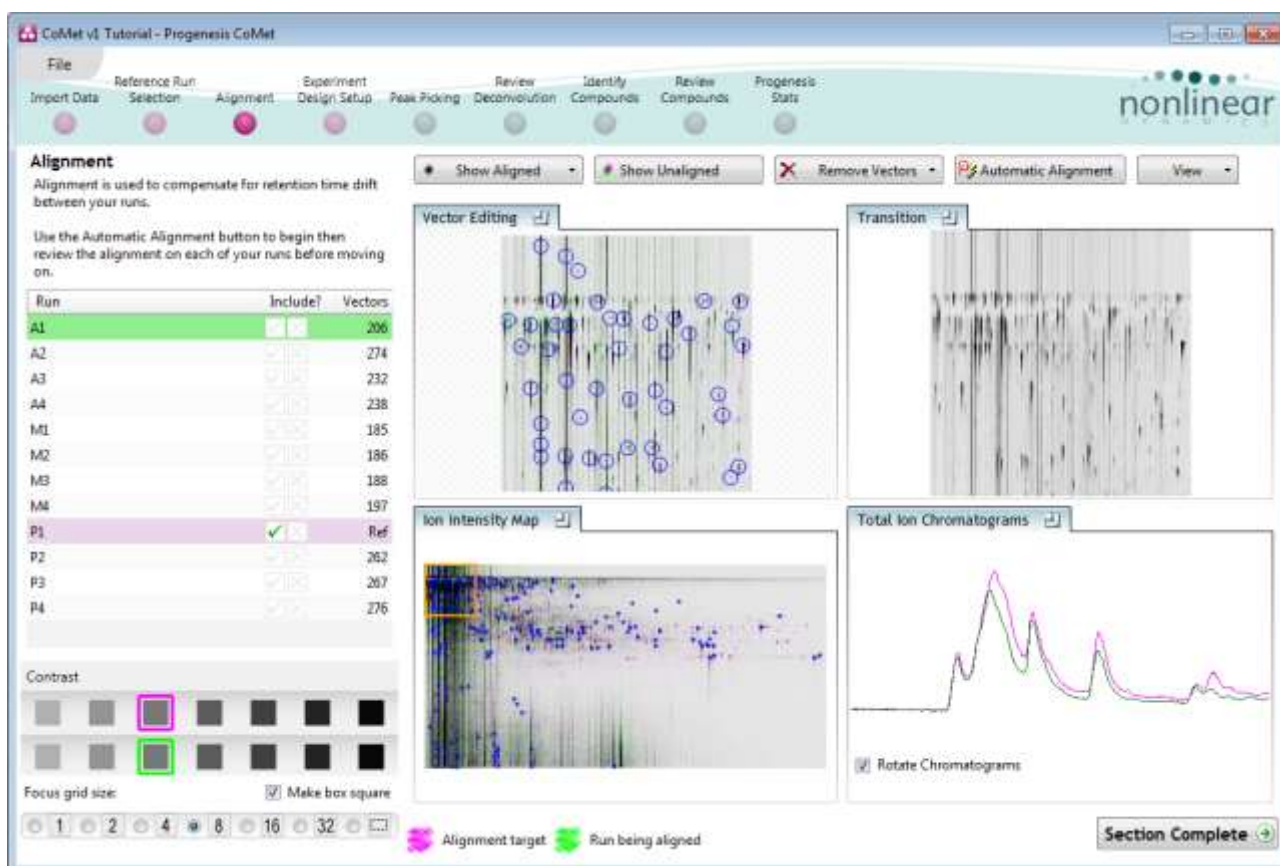 CoMet v1 Tutorial - Progenesis CoMet
File
Import Data
Reference Run
Selection
Alignment
Experiment
Design Setup
Peak Picking
Review
Deconvolution
Identify
Compounds
Review
Compounds
Progenesis
Stats
nonlinear
DYNAMICS
Alignment
Alignment is used to compensate for retention time drift
between your runs.
Use the Automatic Alignment button to begin then
review the alignment on each of your runs before moving
on.
Show Aligned
Show Unaligned
Remove Vectors
Automatic Alignment
View
Vector Editing
Transition
Run Include? Vectors
A1 206
A2 274
A3 232
A4 238
M1 185
M2 186
M3 188
M4 197
P1 Ref
P2 262
P3 267
P4 276
Ion Intensity Map
Total Ion Chromatograms
Rotate Chromatograms
Contrast
Focus grid size:
Make box square
1 2 4 8 16 32
Alignment target
Run being aligned
Section Complete